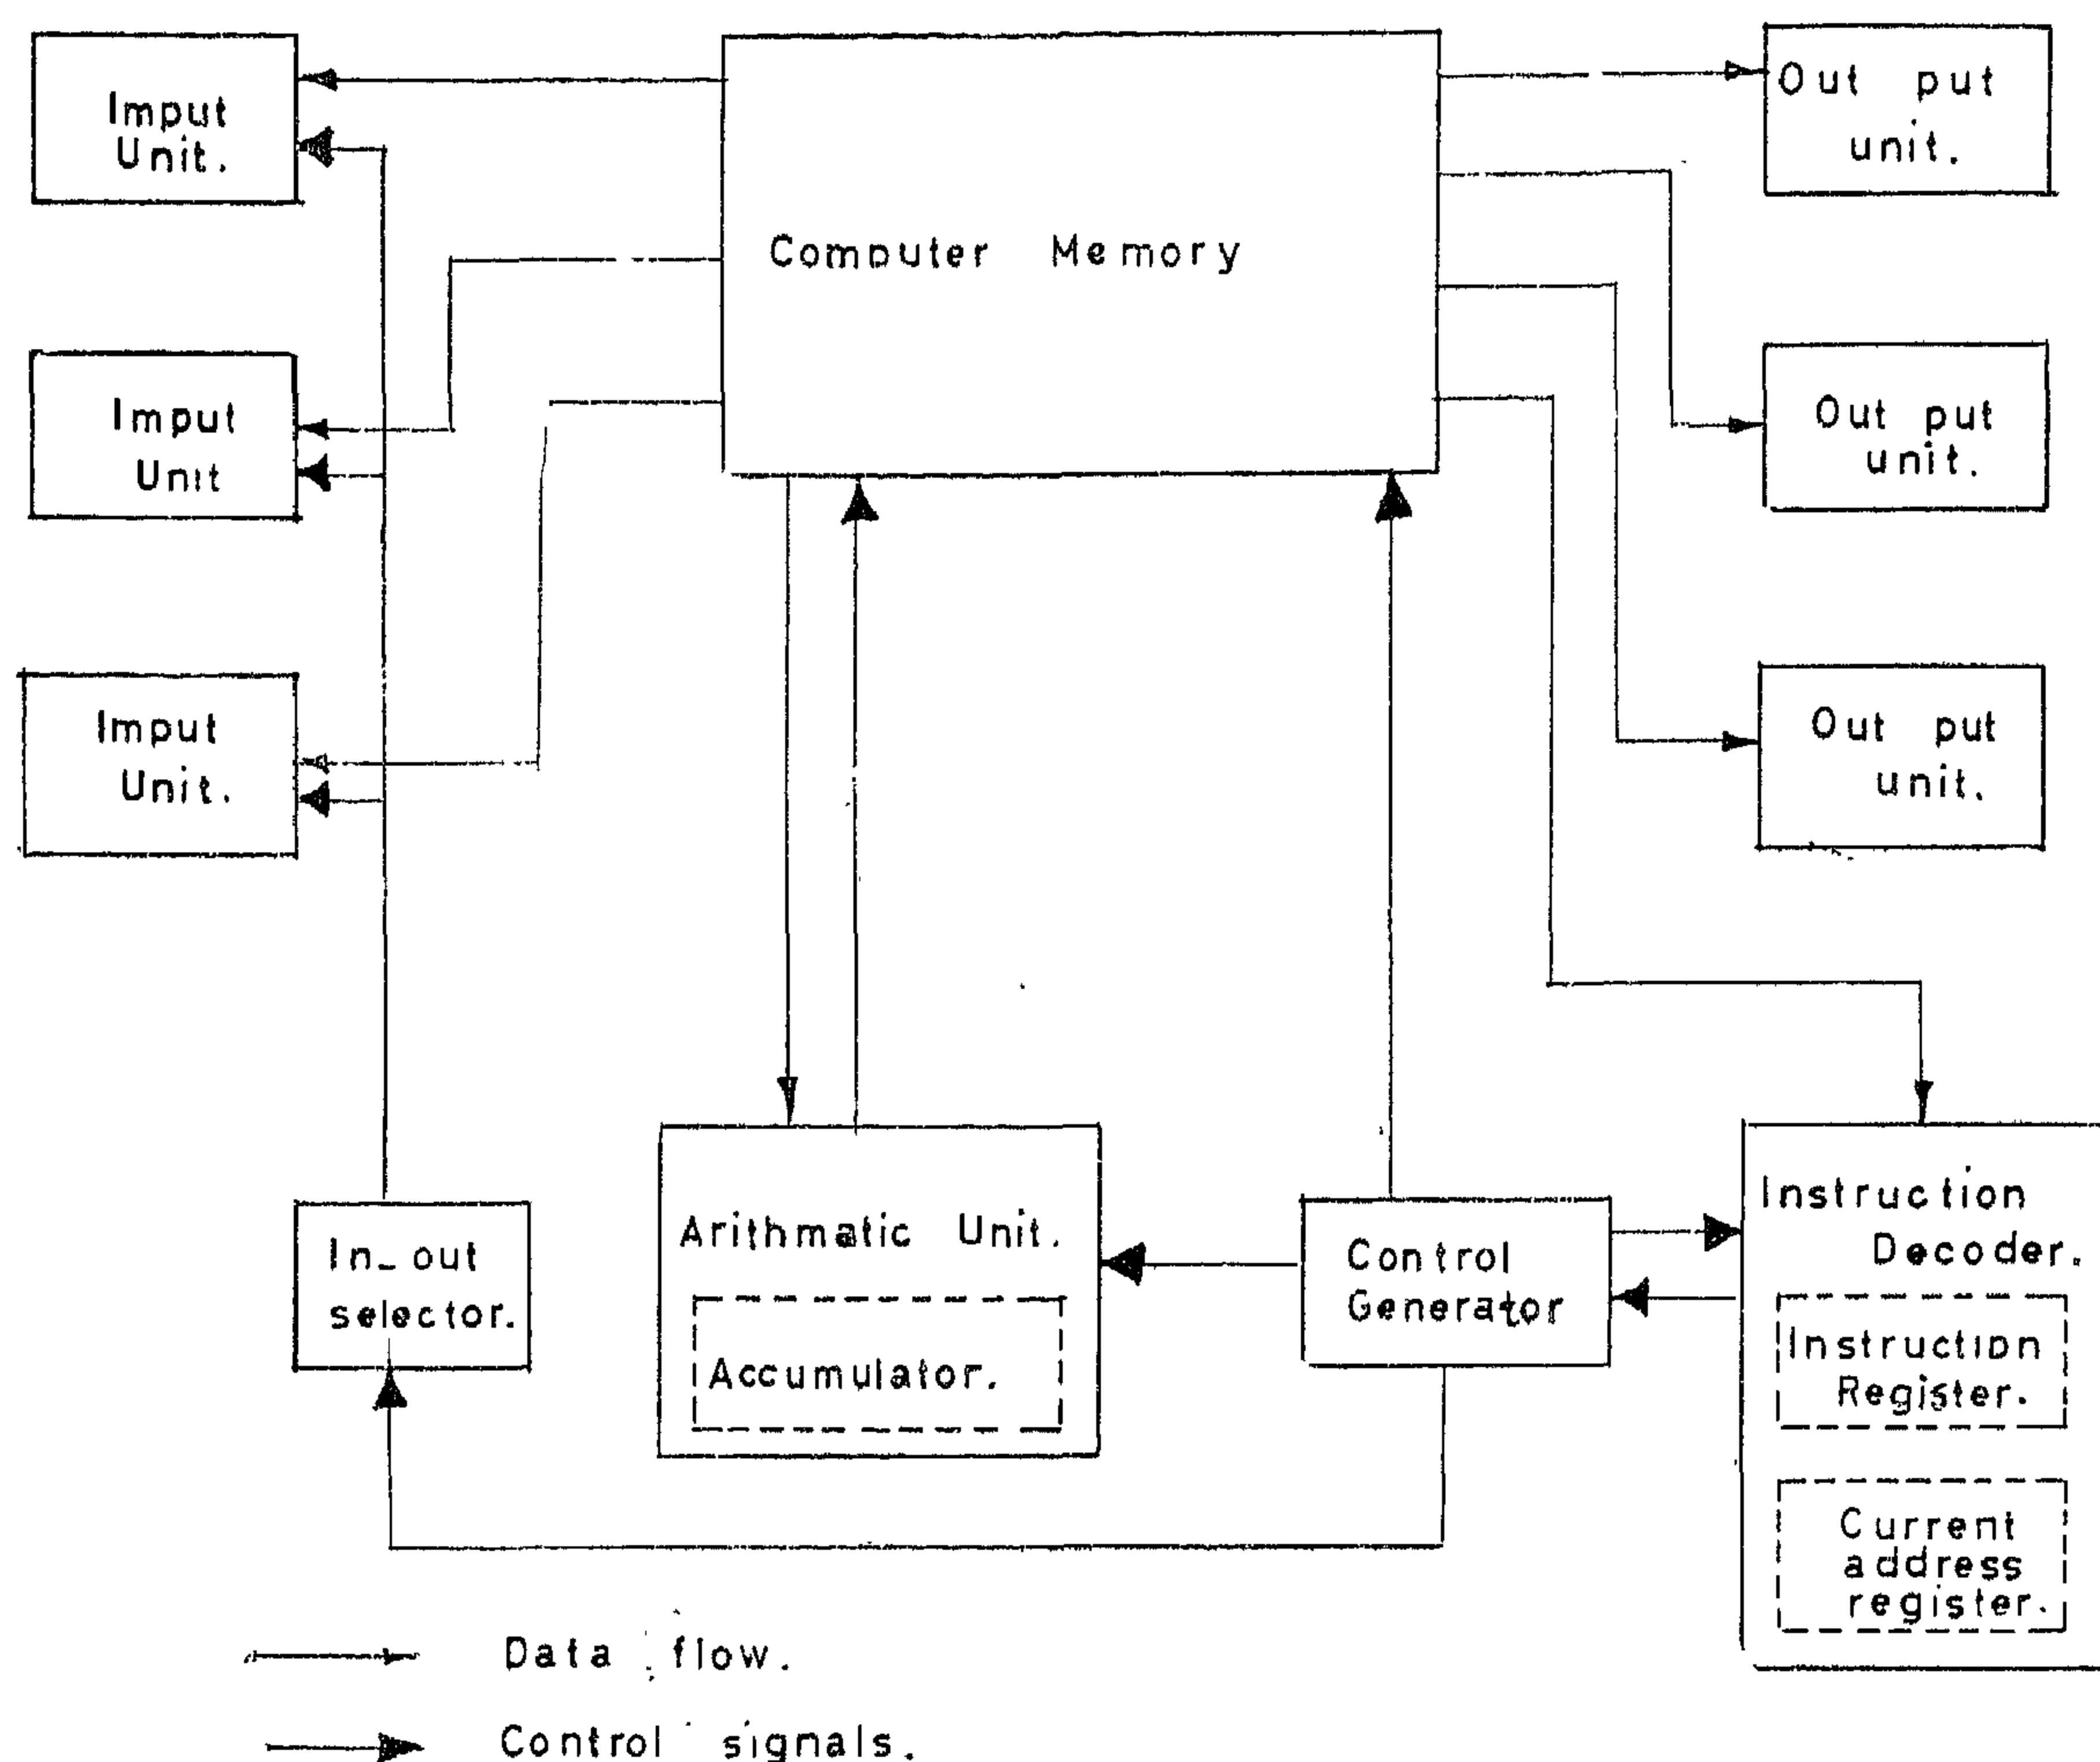 Imput
Unit.
Computer Memory
Out put
unit.
Imput
Unit
Out put
unit.
Imput
Unit.
Out put
unit.
In_out
selector.
Arithmatic Unit.
Accumulator.
Control
Generator
Instruction
Decoder.
Instruction
Register.
Current
address
register.
Data flow.
Control signals.